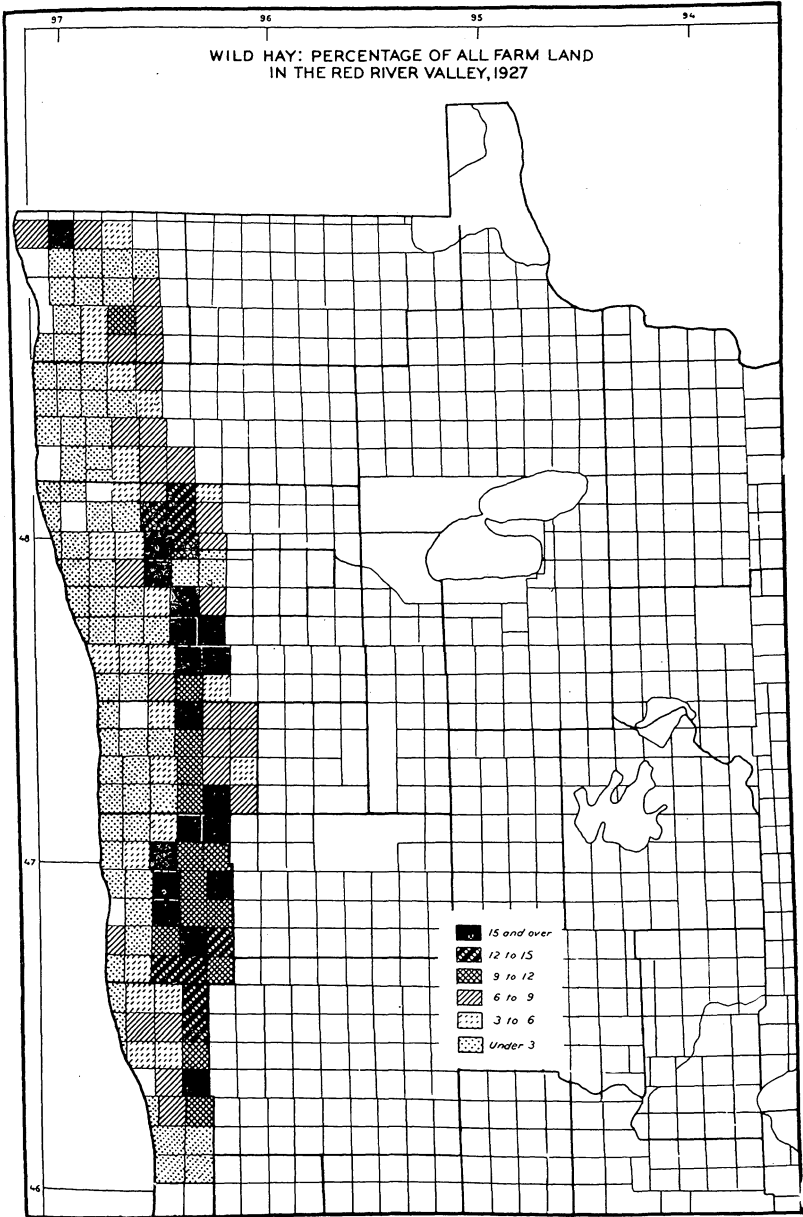 97 96 95 94
WILD HAY: PERCENTAGE OF ALL FARM LAND
IN THE RED RIVER VALLEY, 1927
48
47
15 and over
12 to 15
9 to 12
6 to 9
3 to 6
Under 3
46